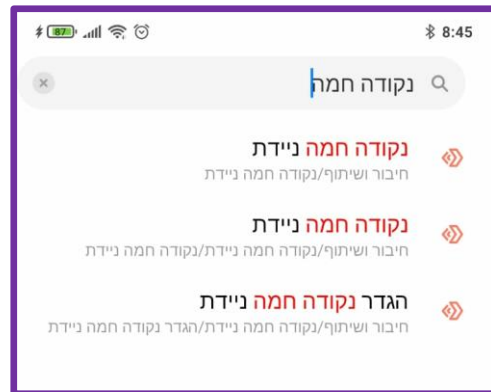 87 8:45
נקודה חמה
נקודה חמה ניידת
חיבור ושיתוף/נקודה חמה ניידת
נקודה חמה ניידת
חיבור ושיתוף/נקודה חמה ניידת/נקודה חמה ניידת
הגדר נקודה חמה ניידת
חיבור ושיתוף/נקודה חמה ניידת/הגדר נקודה חמה ניידת